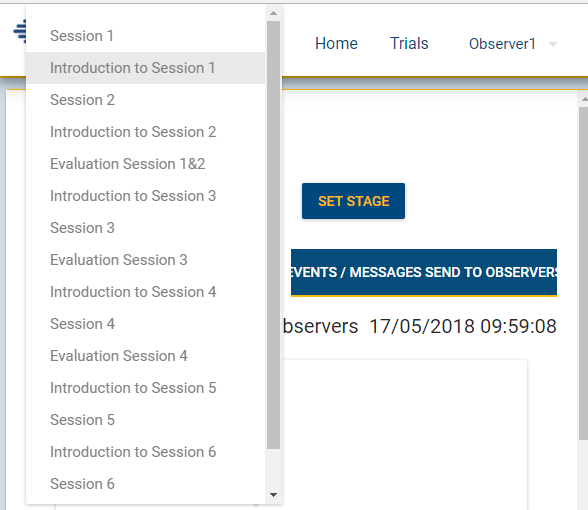 Home Trials Observer1
Session 1
Introduction to Session 1
Session 2
Introduction to Session 2
Evaluation Session 1&2
Introduction to Session 3
Session 3
Evaluation Session 3
Introduction to Session 4
Session 4
Evaluation Session 4
Introduction to Session 5
Session 5
Introduction to Session 6
Session 6
SET STAGE
EVENTS / MESSAGES SEND TO OBSERVERS
bservers 17/05/2018 09:59:08